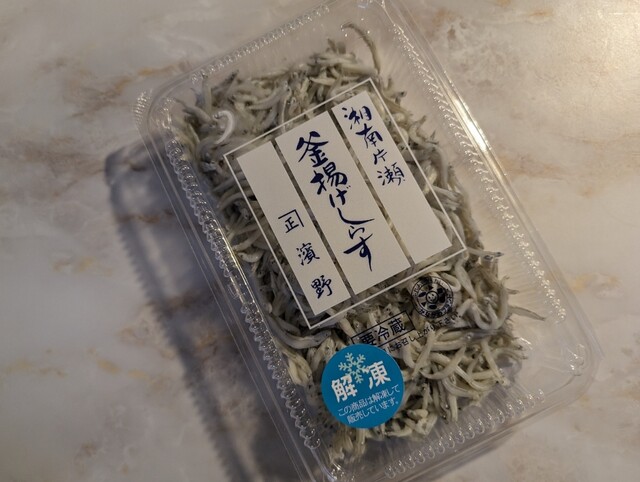 湘南片瀬
釜揚げしらす
正 濱野
要冷蔵
解凍
この商品は解凍して
販売しています。